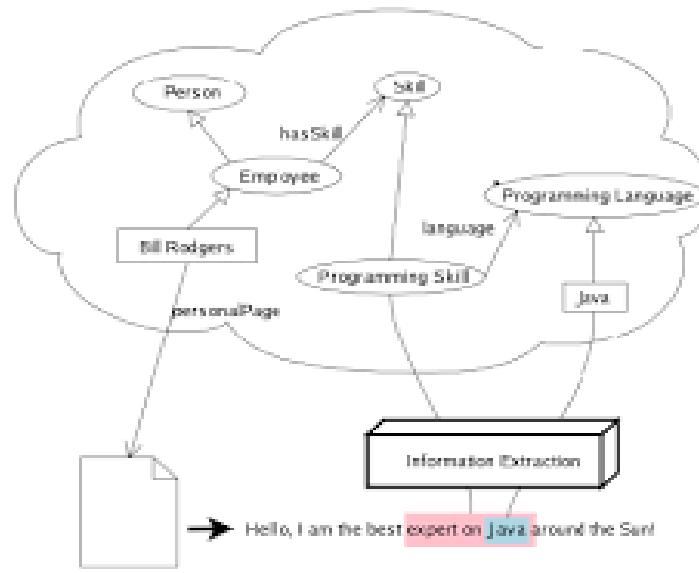 Person
Skill
hasSkill
Employee
Programming Language
language
Bill Rodgers
Programming Skill
Java
personalPage
Information Extraction
Hello, I am the best expert on Java around the Sun!